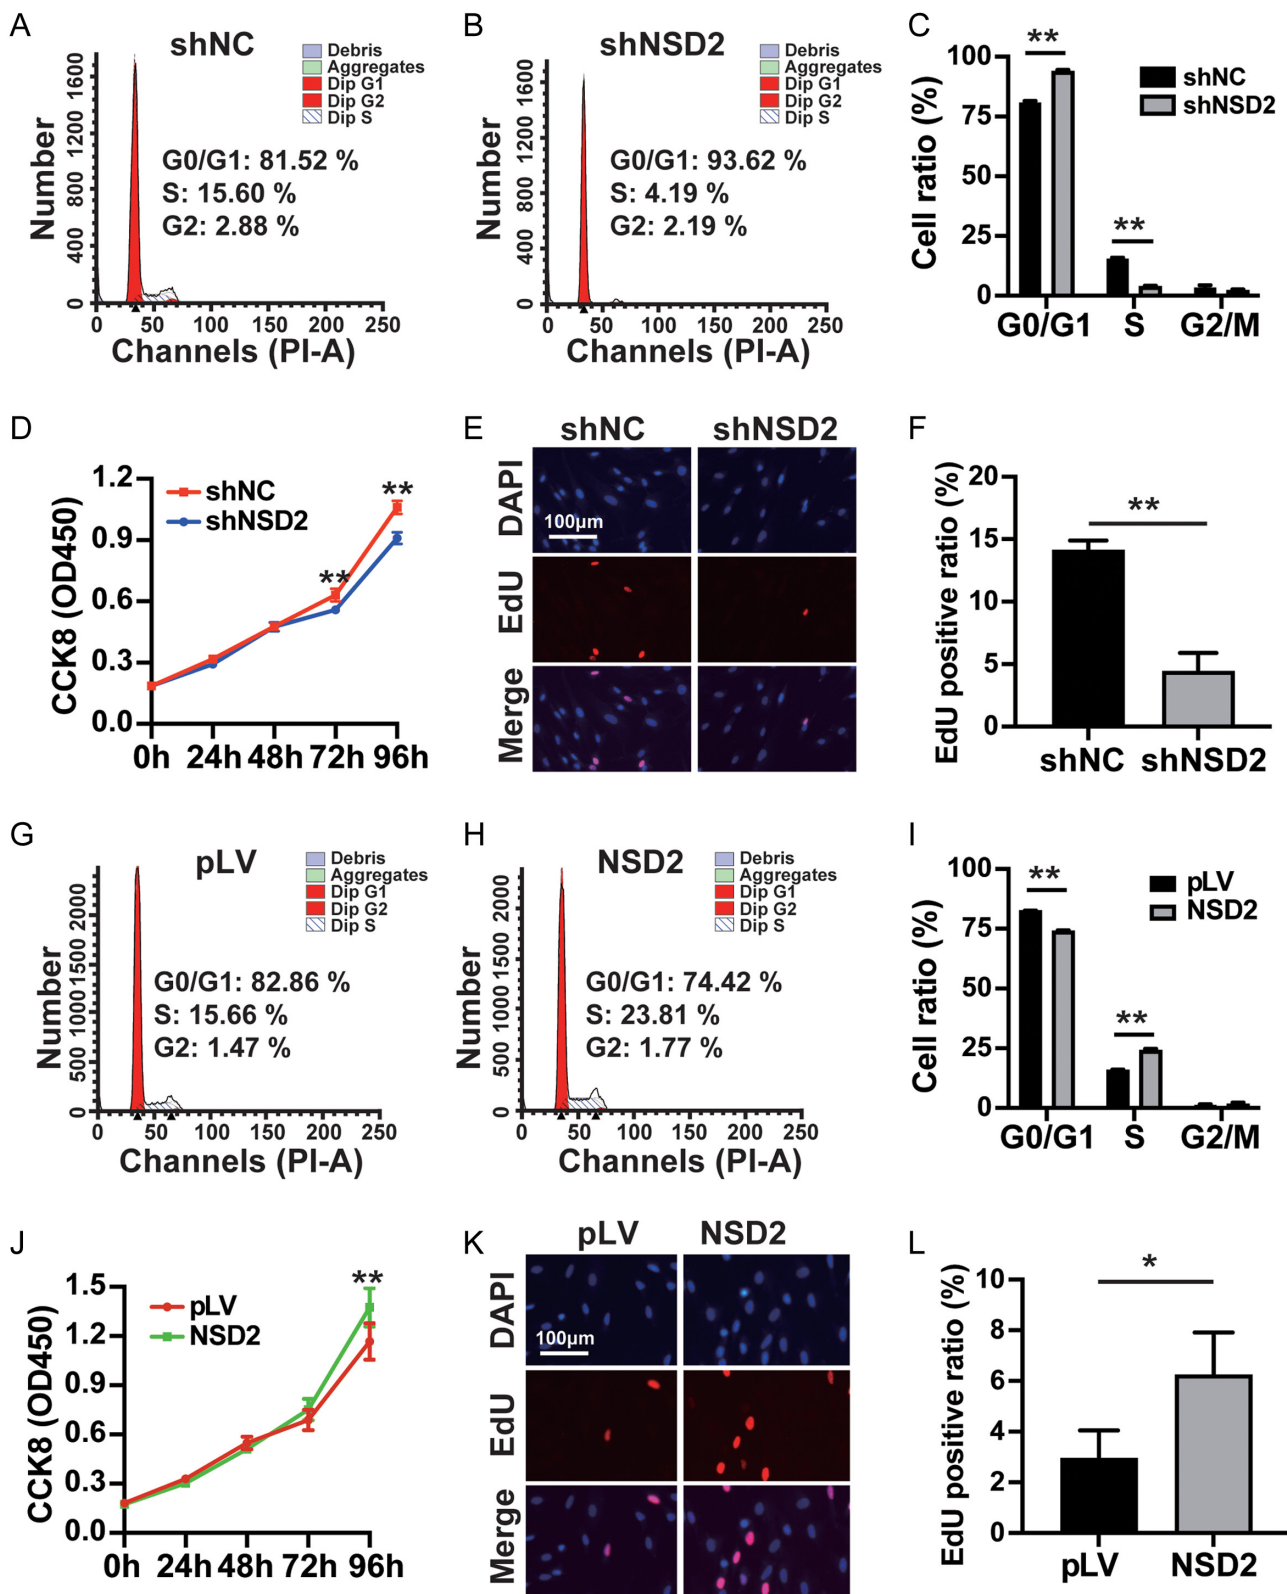 A
shNC
Debris
Aggregates
Dip G1
Dip G2
Dip S
Number
1600
1200
800
400
0
G0/G1: 81.52 %
S: 15.60 %
G2: 2.88 %
0 50 100 150 200 250
Channels (PI-A)
B
shNSD2
Debris
Aggregates
Dip G1
Dip G2
Dip S
Number
1600
1200
800
400
0
G0/G1: 93.62 %
S: 4.19 %
G2: 2.19 %
0 50 100 150 200 250
Channels (PI-A)
C
Cell ratio (%)
100
75
50
25
0
**
**
shNC
shNSD2
G0/G1 S G2/M
D
CCK8 (OD450)
1.2
0.9
0.6
0.3
0.0
shNC
shNSD2
**
**
0h 24h 48h 72h 96h
E
shNC shNSD2
DAPI
100μm
EdU
Merge
F
EdU positive ratio (%)
20
15
10
5
0
**
shNC shNSD2
G
pLV
Debris
Aggregates
Dip G1
Dip G2
Dip S
Number
2000
1500
1000
500
0
G0/G1: 82.86 %
S: 15.66 %
G2: 1.47 %
0 50 100 150 200 250
Channels (PI-A)
H
NSD2
Debris
Aggregates
Dip G1
Dip G2
Dip S
Number
2000
1500
1000
500
0
G0/G1: 74.42 %
S: 23.81 %
G2: 1.77 %
0 50 100 150 200 250
Channels (PI-A)
I
Cell ratio (%)
100
75
50
25
0
**
**
pLV
NSD2
G0/G1 S G2/M
J
CCK8 (OD450)
1.5
1.2
0.9
0.6
0.3
0.0
pLV
NSD2
**
0h 24h 48h 72h 96h
K
pLV NSD2
DAPI
100μm
EdU
Merge
L
EdU positive ratio (%)
10
8
6
4
2
0
*
pLV NSD2